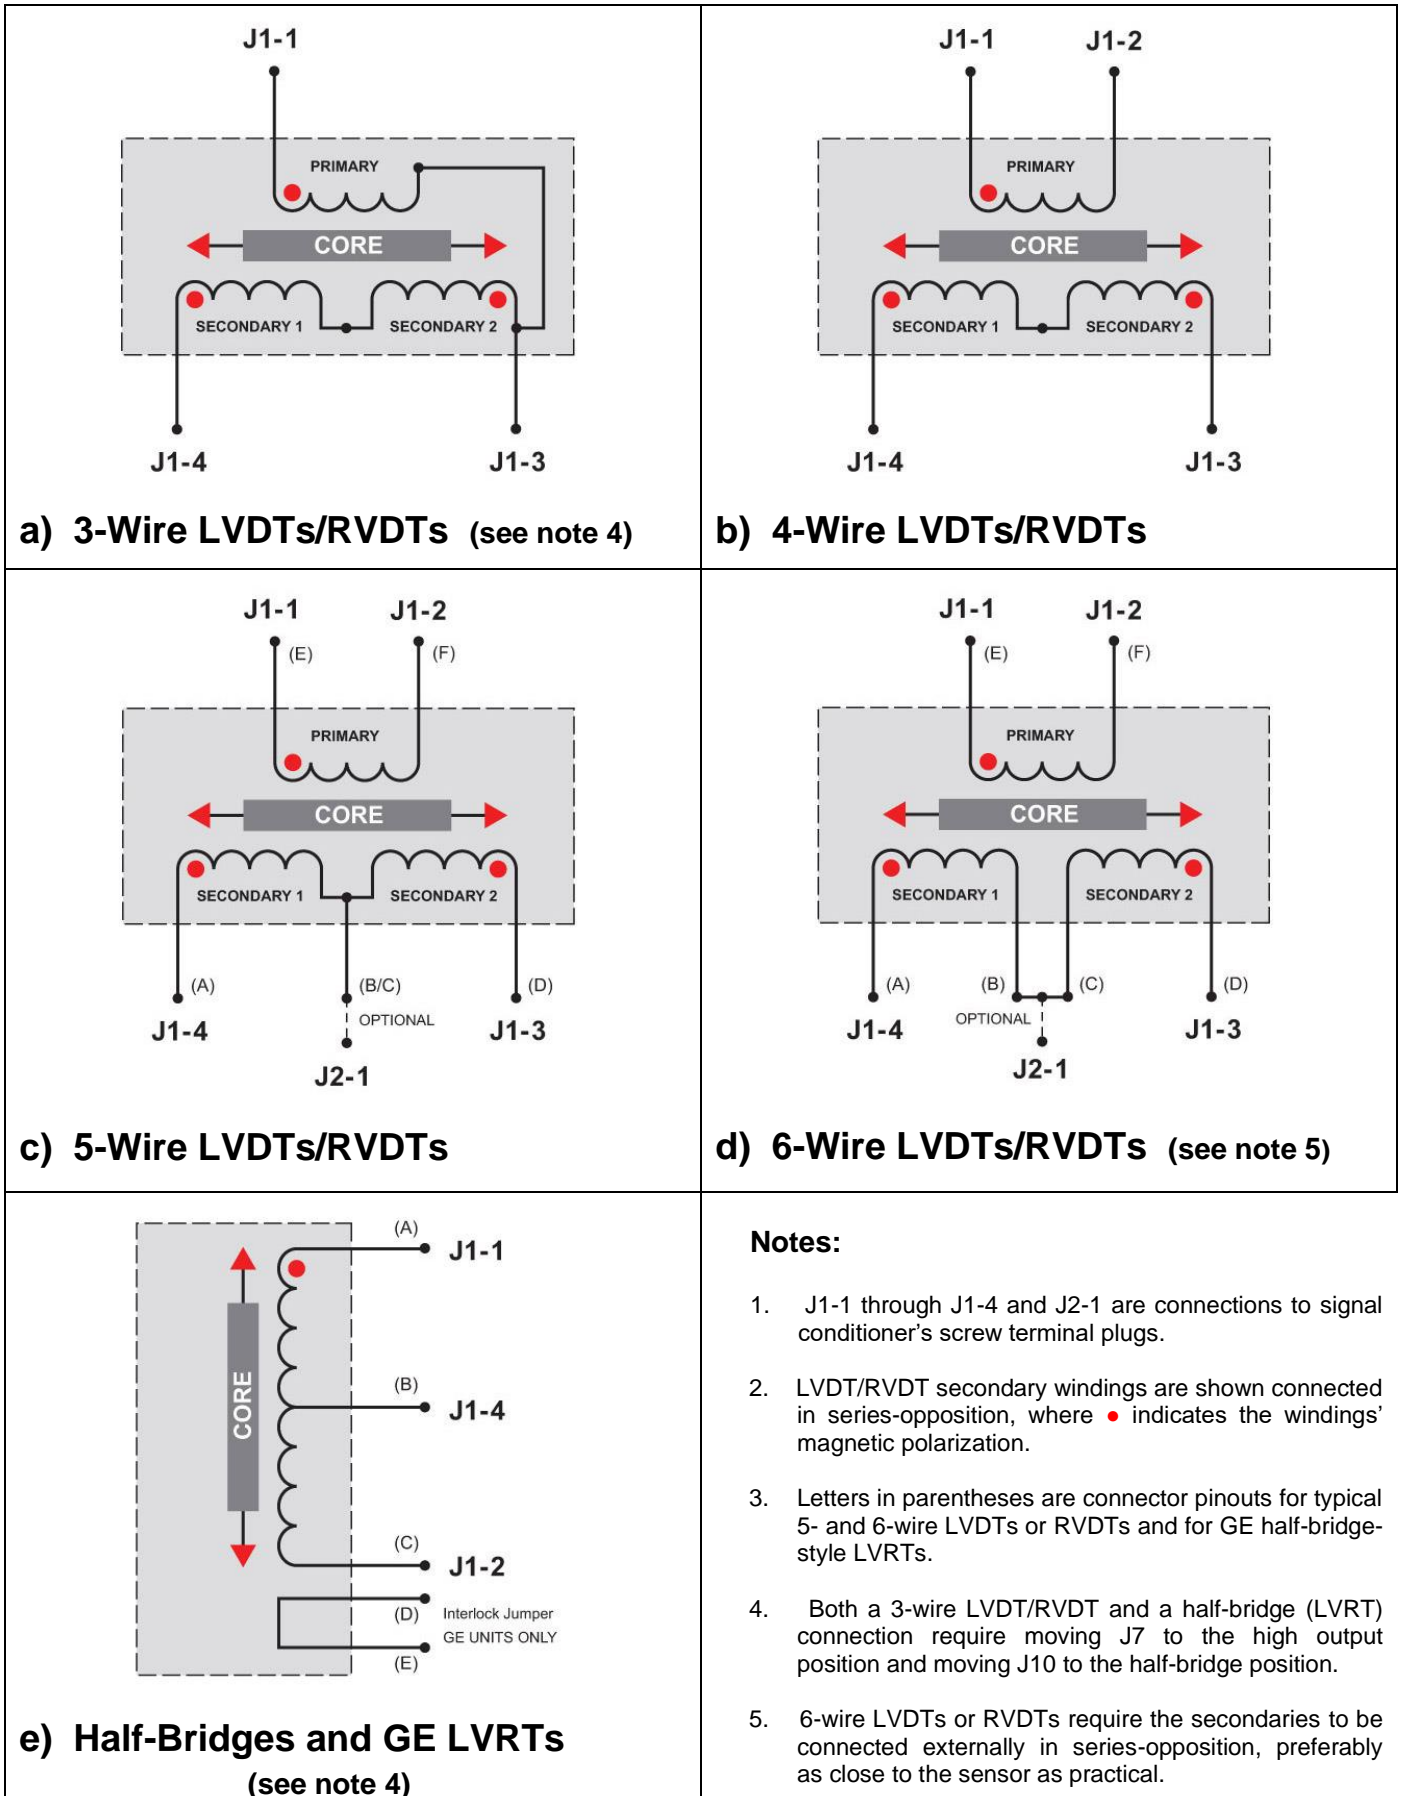 J1-1
PRIMARY
CORE
SECONDARY 1
SECONDARY 2
J1-4
J1-3
a) 3-Wire LVDTs/RVDTs (see note 4)
J1-1
J1-2
PRIMARY
CORE
SECONDARY 1
SECONDARY 2
J1-4
J1-3
b) 4-Wire LVDTs/RVDTs
J1-1
J1-2
(E)
(F)
PRIMARY
CORE
SECONDARY 1
SECONDARY 2
(A)
(B/C)
(D)
J1-4
OPTIONAL
J1-3
J2-1
c) 5-Wire LVDTs/RVDTs
J1-1
J1-2
(E)
(F)
PRIMARY
CORE
SECONDARY 1
SECONDARY 2
(A)
(B)
(C)
(D)
J1-4
OPTIONAL
J1-3
J2-1
d) 6-Wire LVDTs/RVDTs (see note 5)
(A)
J1-1
CORE
(B)
J1-4
(C)
J1-2
(D)
Interlock Jumper
GE UNITS ONLY
(E)
e) Half-Bridges and GE LVRTs
(see note 4)
Notes:
1. J1-1 through J1-4 and J2-1 are connections to signal
conditioner’s screw terminal plugs.
2. LVDT/RVDT secondary windings are shown connected
in series-opposition, where ● indicates the windings’
magnetic polarization.
3. Letters in parentheses are connector pinouts for typical
5- and 6-wire LVDTs or RVDTs and for GE half-bridge-
style LVRTs.
4. Both a 3-wire LVDT/RVDT and a half-bridge (LVRT)
connection require moving J7 to the high output
position and moving J10 to the half-bridge position.
5. 6-wire LVDTs or RVDTs require the secondaries to be
connected externally in series-opposition, preferably
as close to the sensor as practical.